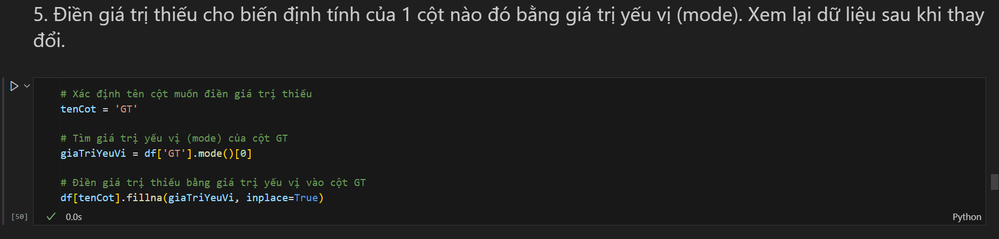 5. Điền giá trị thiếu cho biến định tính của 1 cột nào đó bằng giá trị yếu vị (mode). Xem lại dữ liệu sau khi thay
đổi.
# Xác định tên cột muốn điền giá trị thiếu
tenCot = 'GT'
# Tìm giá trị yếu vị (mode) của cột GT
giaTriYeuVi = df['GT'].mode()[0]
# Điền giá trị thiếu bằng giá trị yếu vị vào cột GT
df[tenCot].fillna(giaTriYeuVi, inplace=True)
[50] 0.0s Python